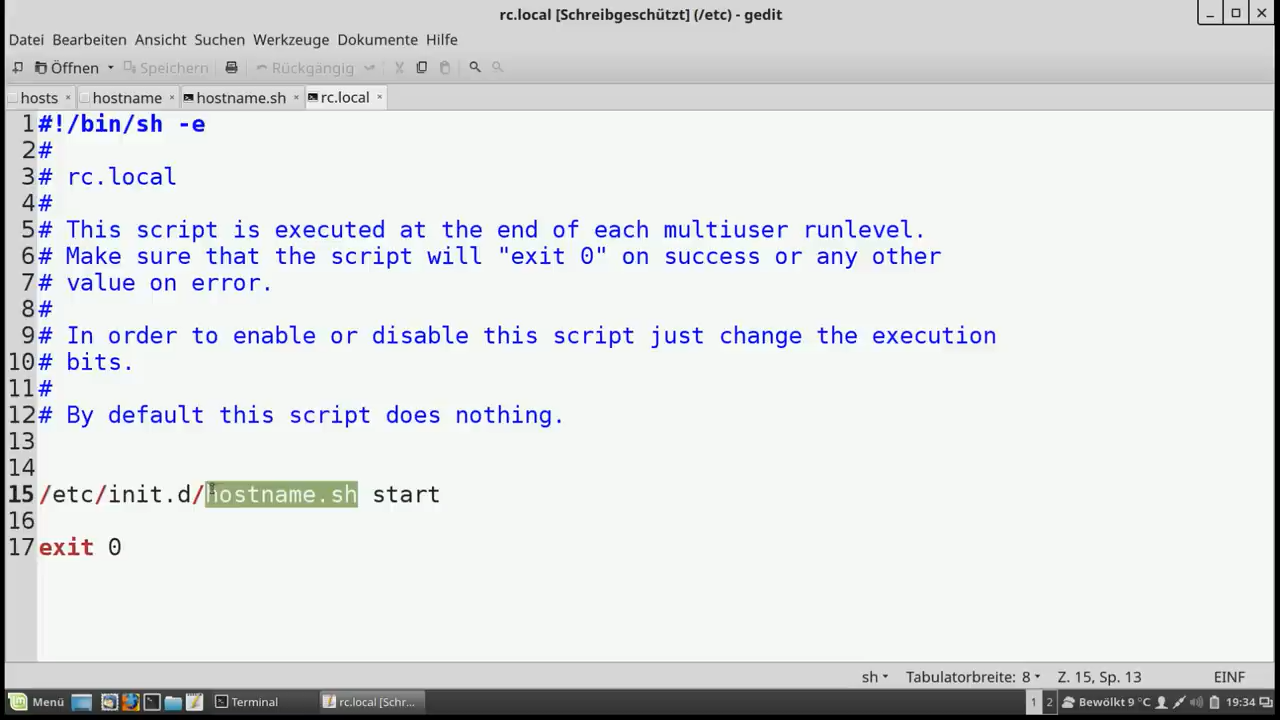 rc.local [Schreibgeschützt] (/etc) - gedit
Datei Bearbeiten Ansicht Suchen Werkzeuge Dokumente Hilfe
Öffnen Speichern Rückgängig
hosts × hostname × hostname.sh × rc.local ×
1 #!/bin/sh -e
2 #
3 # rc.local
4 #
5 # This script is executed at the end of each multiuser runlevel.
6 # Make sure that the script will "exit 0" on success or any other
7 # value on error.
8 #
9 # In order to enable or disable this script just change the execution
10 # bits.
11 #
12 # By default this script does nothing.
13
14
15 /etc/init.d/hostname.sh start
16
17 exit 0
sh Tabulatorbreite: 8 Z. 15, Sp. 13 EINF
Menü Terminal rc.local [Schr... 1 2 Bewölkt 9 °C 19:34